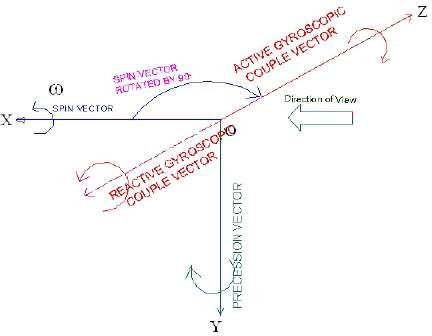 Z
ACTIVE GYROSCOPIC
COUPLE VECTOR
SPIN VECTOR
ROTATED BY 90
ω
Direction of View
X
SPIN VECTOR
O
REACTIVE GYROSCOPIC
COUPLE VECTOR
PRECESSION VECTOR
Y